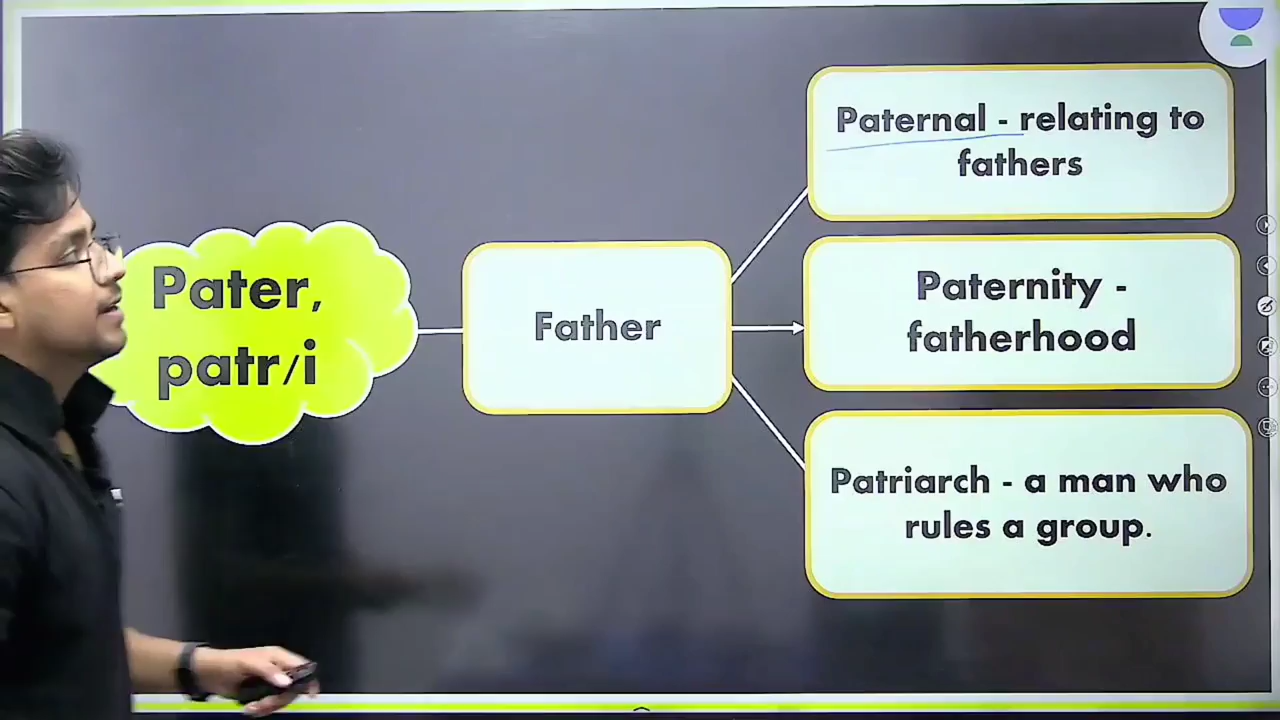 Pater,
patr/i
Father
Paternal - relating to
fathers
Paternity -
fatherhood
Patriarch - a man who
rules a group.